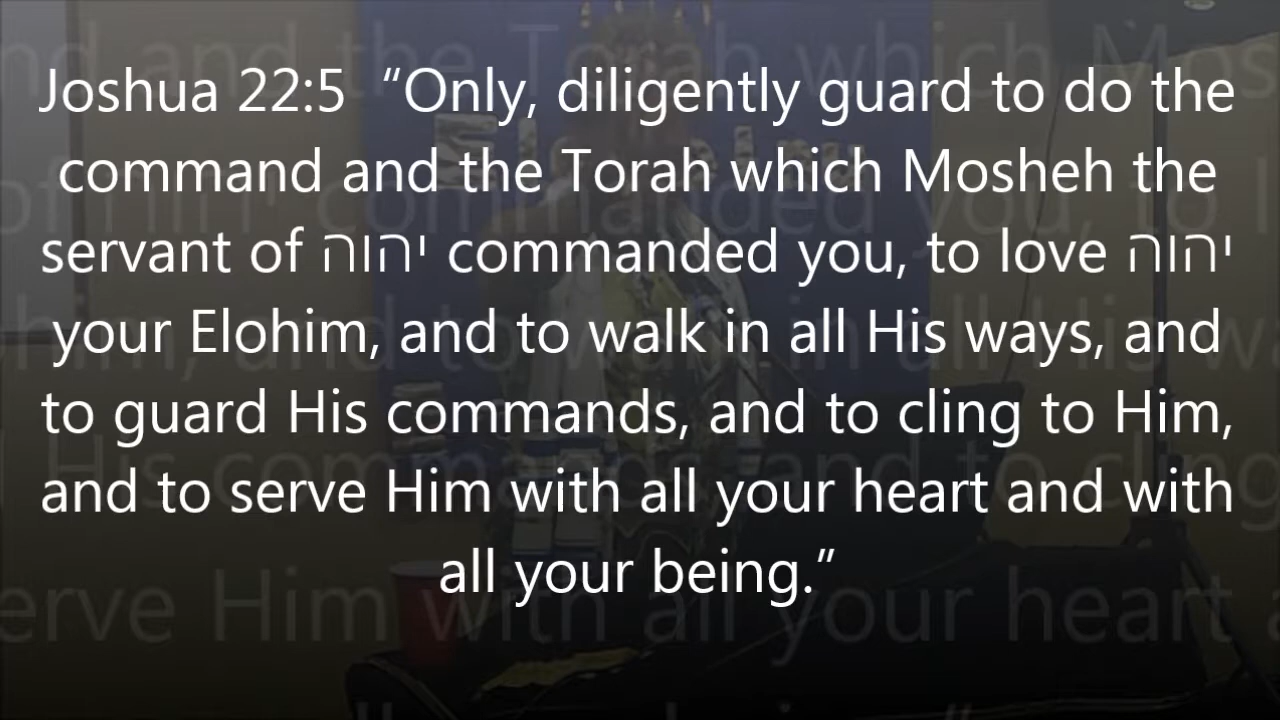 Joshua 22:5 “Only, diligently guard to do the
command and the Torah which Mosheh the
servant of יהוה commanded you, to love יהוה
your Elohim, and to walk in all His ways, and
to guard His commands, and to cling to Him,
and to serve Him with all your heart and with
all your being.”